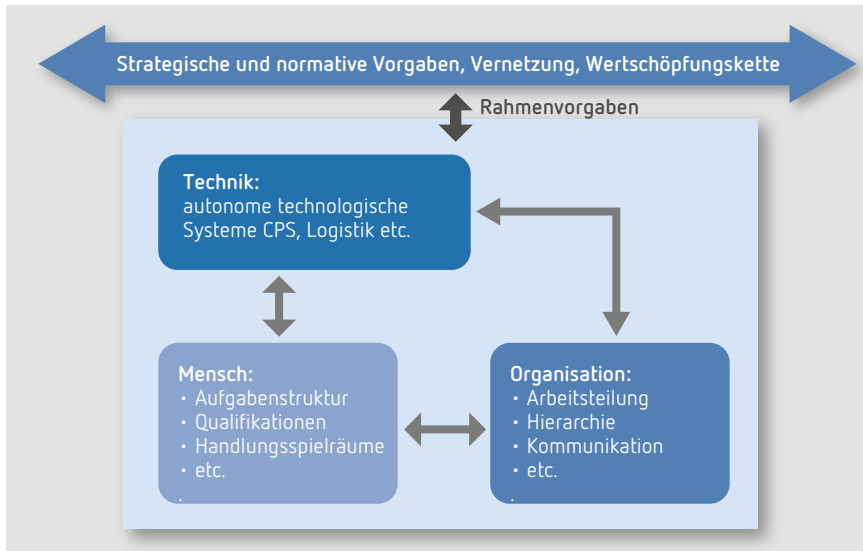 Strategische und normative Vorgaben, Vernetzung, Wertschöpfungskette
Rahmenvorgaben
Technik:
autonome technologische
Systeme CPS, Logistik etc.
Mensch:
· Aufgabenstruktur
· Qualifikationen
· Handlungsspielräume
· etc.
.
Organisation:
· Arbeitsteilung
· Hierarchie
· Kommunikation
· etc.
.